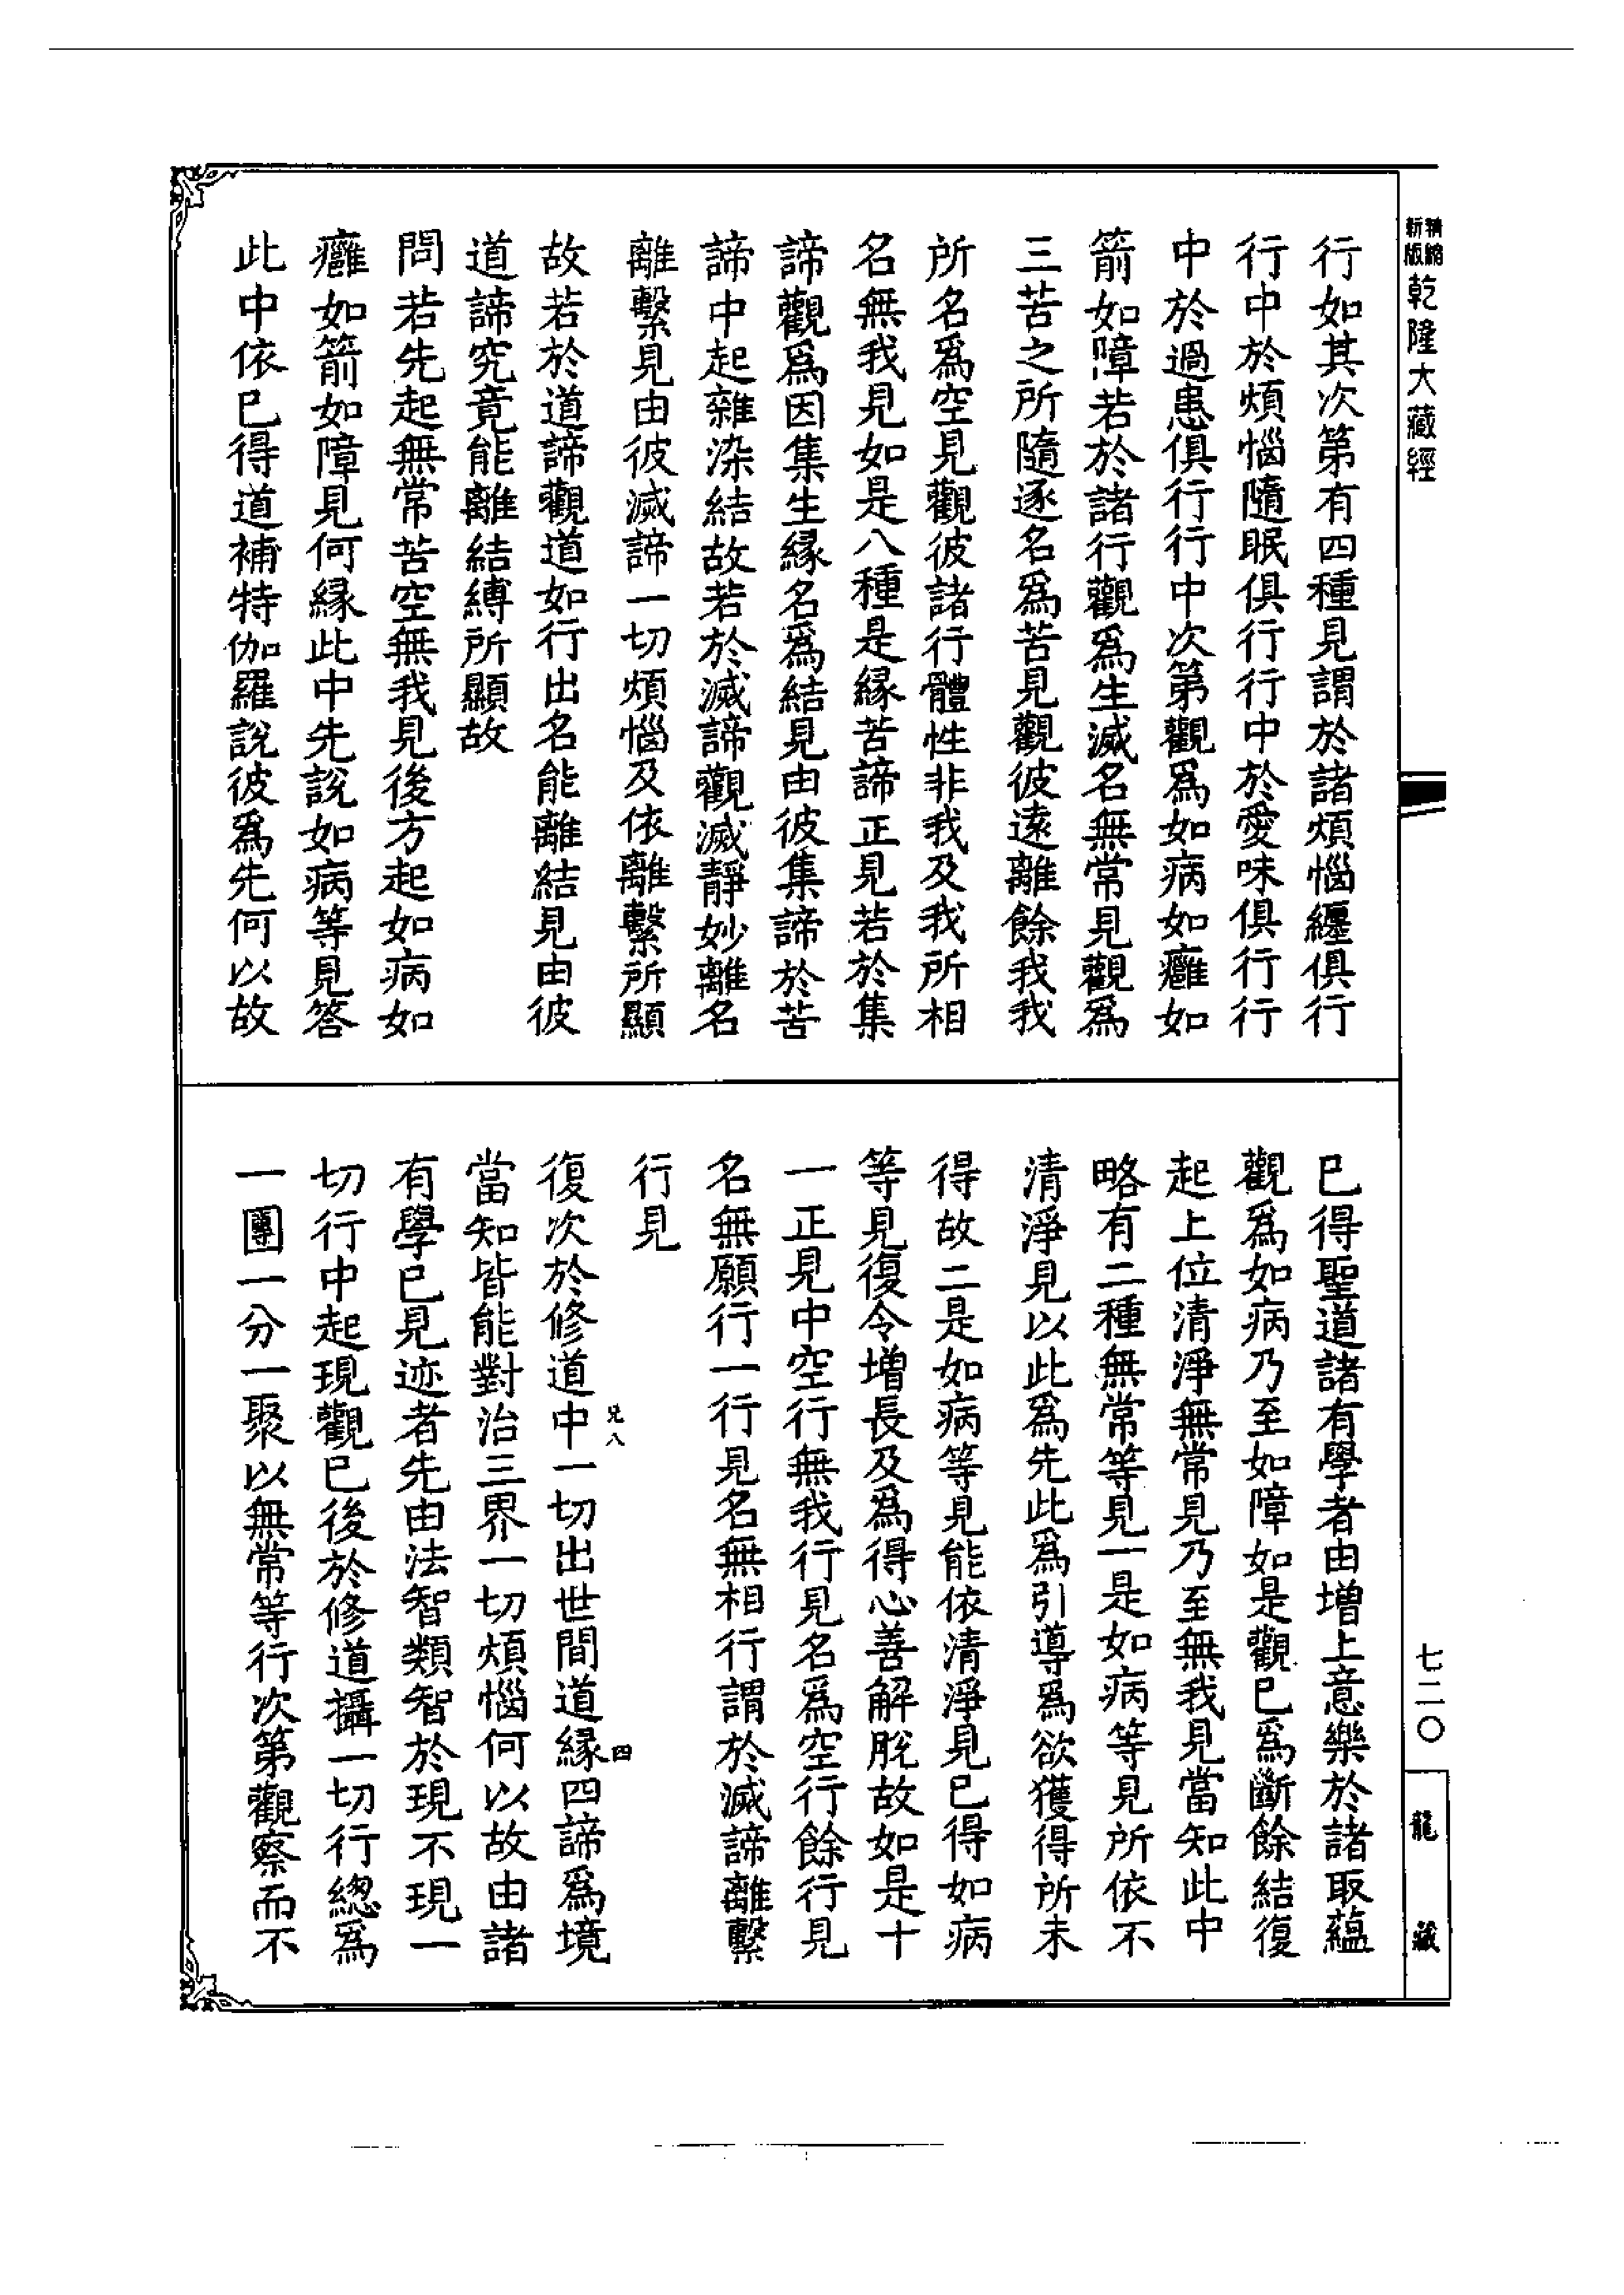 精縮新版乾隆大藏經
行如其次第有四種見謂於諸煩惱纏俱行
行中於煩惱隨眠俱行行中於愛味俱行行
中於過患俱行行中次第觀爲如病如癰如
箭如障若於諸行觀爲生滅名無常見觀爲
三苦之所隨逐名爲苦見觀彼遠離餘我我
所名爲空見觀彼諸行體性非我及我所相
名無我見如是八種是緣苦諦正見若於集
諦觀爲因集生緣名爲結見由彼集諦於苦
諦中起雜染結故若於滅諦觀滅靜妙離名
離繫見由彼滅諦一切煩惱及依離繫所顯
故若於道諦觀道如行出名能離結見由彼
道諦究竟能離結縛所顯故
問若先起無常苦空無我見後方起如病如
癰如箭如障見何緣此中先說如病等見答
此中依已得道補特伽羅說彼爲先何以故
已得聖道諸有學者由增上意樂於諸取蘊
觀爲如病乃至如障如是觀已爲斷餘結復
起上位清淨無常見乃至無我見當知此中
略有二種無常等見一是如病等見所依不
清淨見以此爲先此爲引導爲欲獲得所未
得故二是如病等見能依清淨見已得如病
等見復令增長及爲得心善解脫故如是十
一正見中空行無我行見名爲空行餘行見
名無願行一行見名無相行謂於滅諦離繫
行見
復次於修道中一切出世間道緣四諦爲境
當知皆能對治三界一切煩惱何以故由諸
有學已見迹者先由法智類智於現不現一
切行中起現觀已後於修道攝一切行總爲
一團一分一聚以無常等行次第觀察而不
兄八
四
七二〇
龍藏